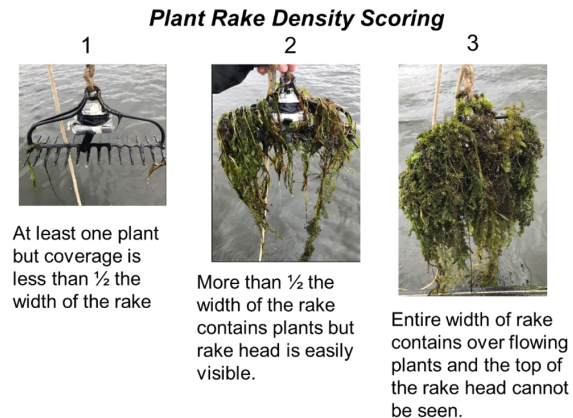 Plant Rake Density Scoring
1
2
3
At least one plant
but coverage is
less than ½ the
width of the rake
More than ½ the
width of the rake
contains plants but
rake head is easily
visible.
Entire width of rake
contains over flowing
plants and the top of
the rake head cannot
be seen.